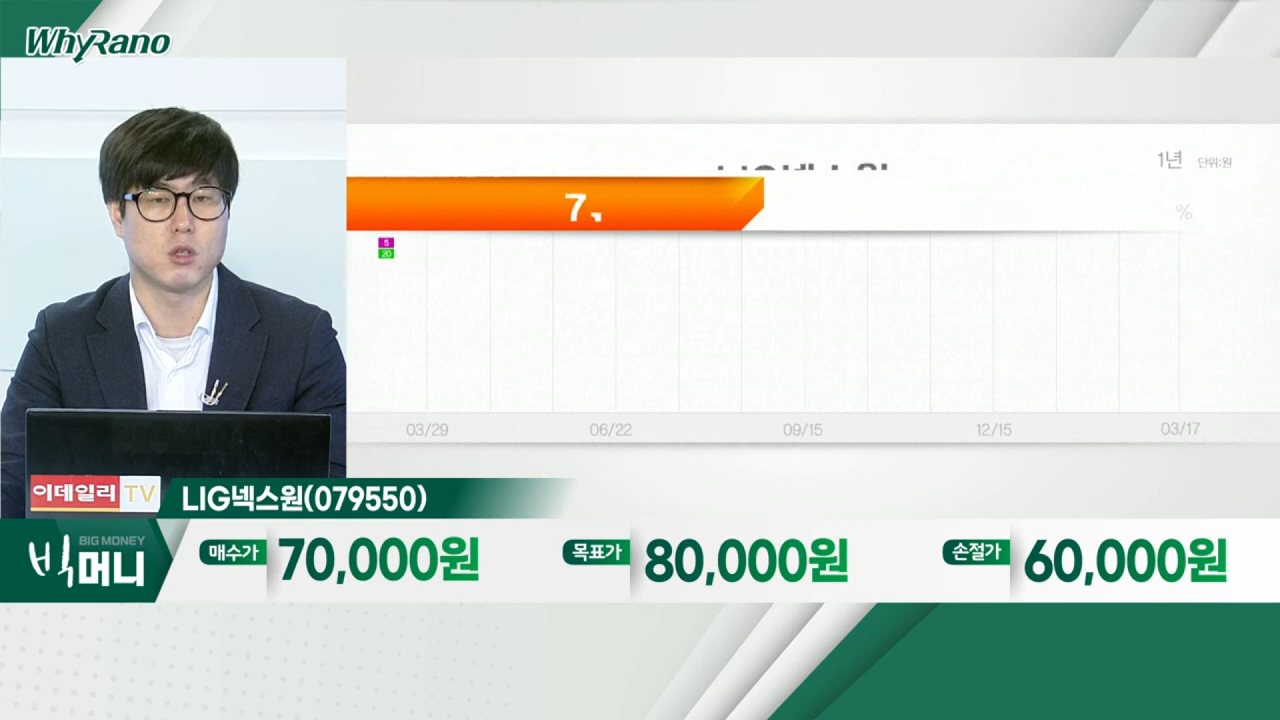 WhyRano
1년 단위:원
%
7,
5
20
03/29 06/22 09/15 12/15 03/17
이데일리 TV
LIG넥스원(079550)
BIG MONEY
빅머니
매수가 70,000원 목표가 80,000원 손절가 60,000원